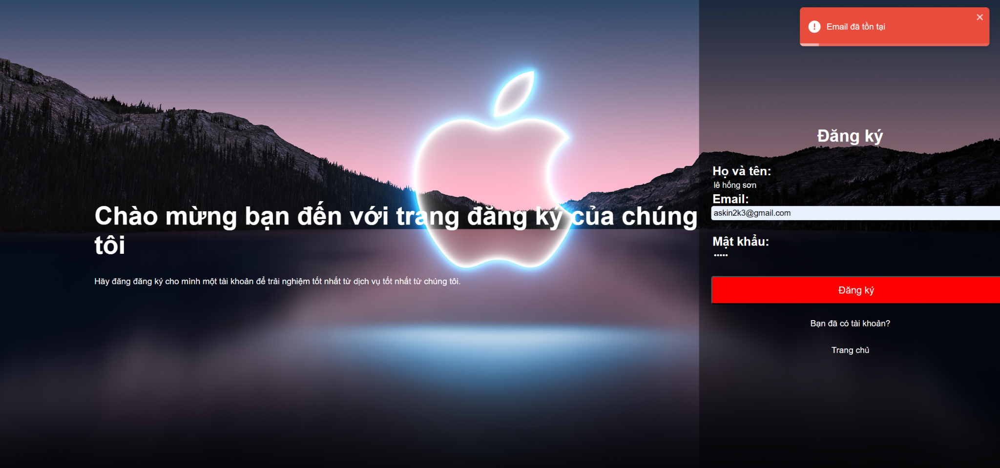 Email đã tồn tại
Đăng ký
Họ và tên:
lê hống sơn
Email:
askin2k3@gmail.com
Mật khẩu:
•••••
Đăng ký
Bạn đã có tài khoản?
Trang chủ
Chào mừng bạn đến với trang đăng ký của chúng
tôi
Hãy đăng đăng ký cho mình một tài khoản để trải nghiệm tốt nhất từ dịch vụ tốt nhất từ chúng tôi.